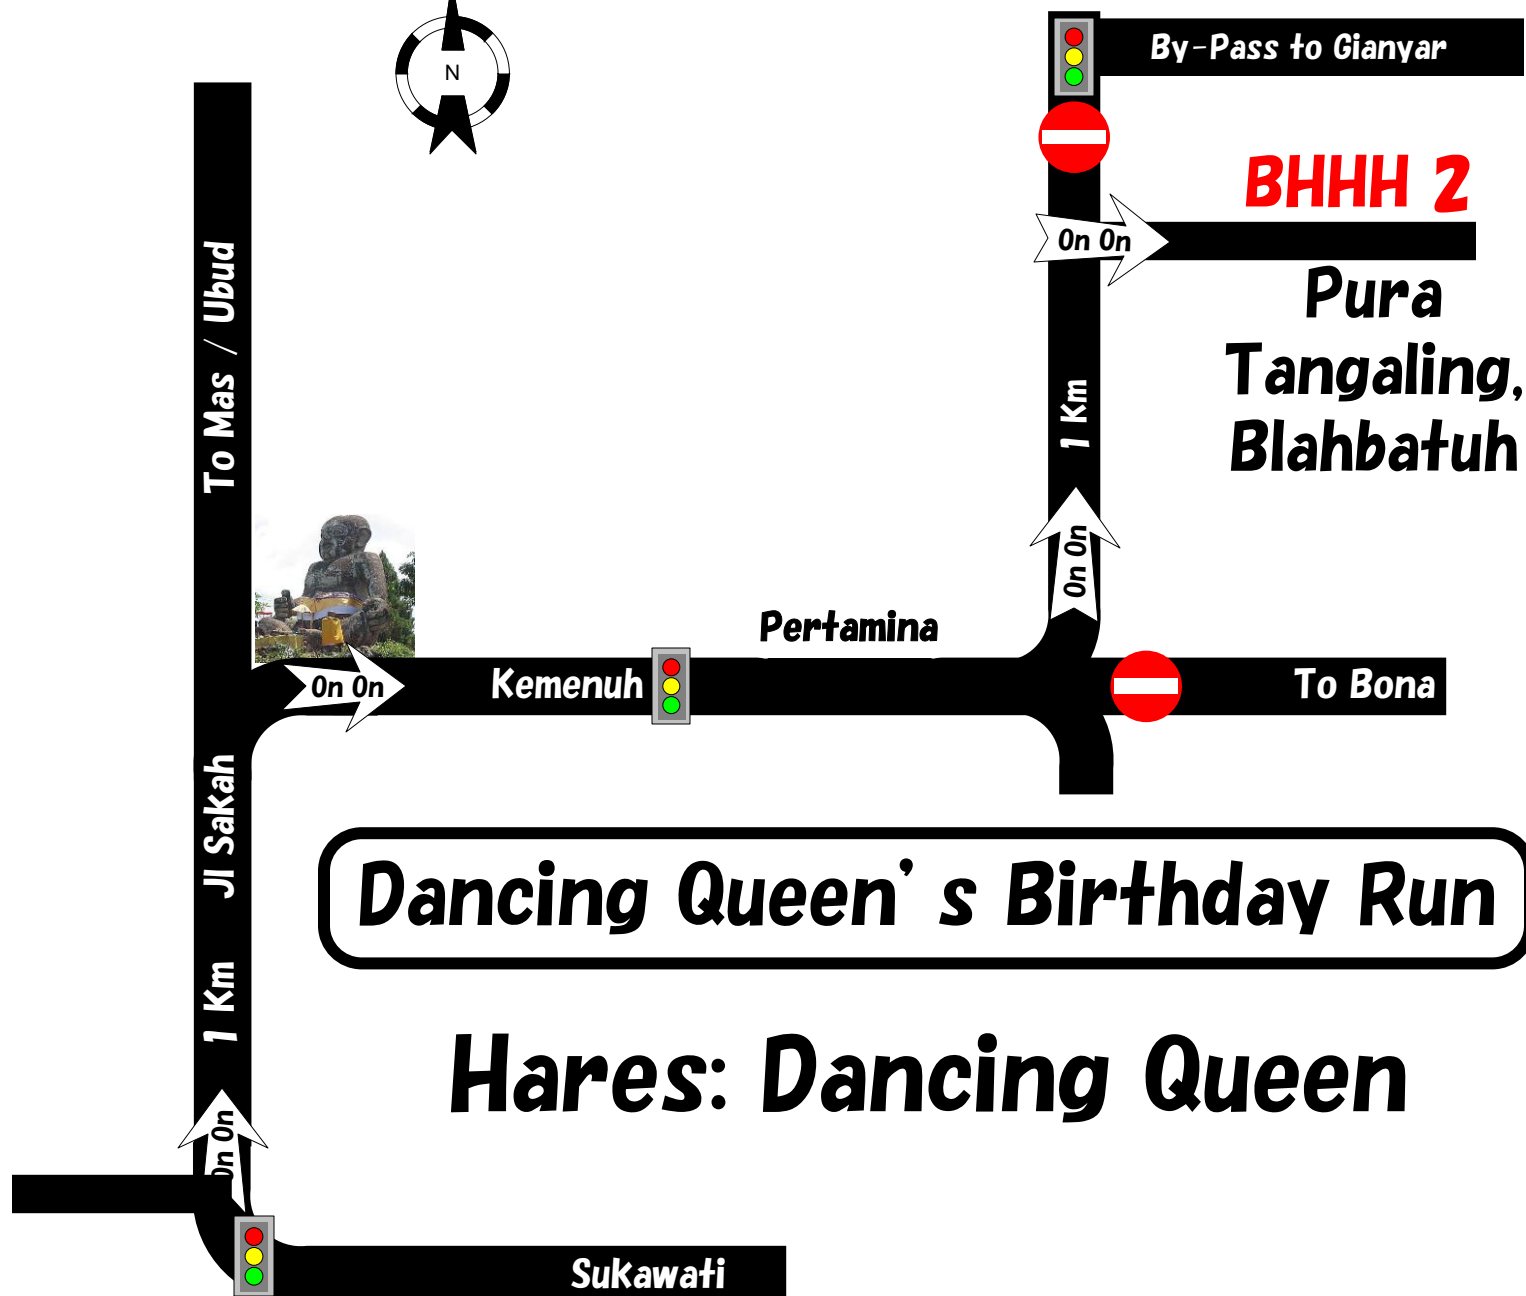 N
By-Pass to Gianyar
BHHH 2
On On
Pura
Tangaling,
Blahbatuh
To Mas / Ubud
1 Km
On On
Pertamina
On On
Kemenuh
To Bona
Jl Sakah
Dancing Queen's Birthday Run
1 Km
Hares: Dancing Queen
On On
Sukawati